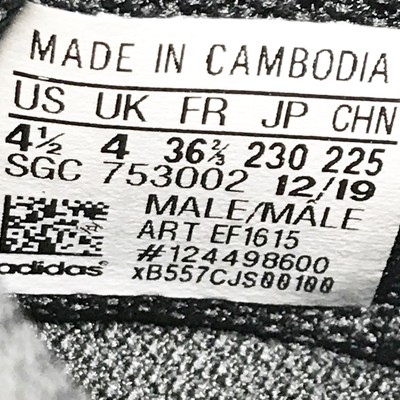 MADE IN CAMBODIA
US UK FR JP CHN
4½ 4 36⅔ 230 225
SGC 753002 12/19
MALE/MÂLE
ART EF1615
#124498600
adidas® xB557CJS00100